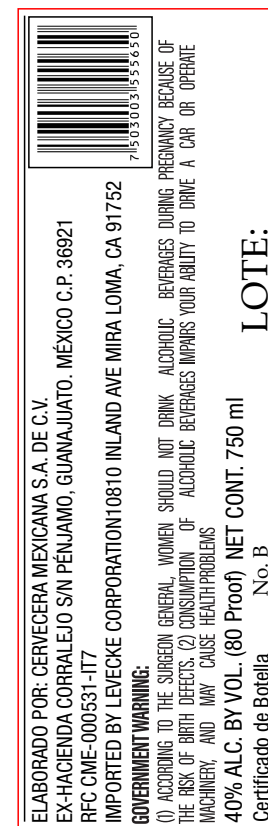 ELABORADO POR: CERVECERA MEXICANA S.A. DE C.V.
EX-HACIENDA CORRALEJO S/N PÉNJAMO, GUANAJUATO. MÉXICO C.P. 36921
RFC CME-000531-IT7
IMPORTED BY LEVECKE CORPORATION10810 INLAND AVE MIRA LOMA, CA 91752
GOVERNMENT WARNING:
(1) ACCORDING TO THE SURGEON GENERAL, WOMEN SHOULD NOT DRINK ALCOHOLIC BEVERAGES DURING PREGNANCY BECAUSE OF
THE RISK OF BIRTH DEFECTS. (2) CONSUMPTION OF ALCOHOLIC BEVERAGES IMPAIRS YOUR ABILITY TO DRIVE A CAR OR OPERATE
MACHINERY, AND MAY CAUSE HEALTH PROBLEMS
40% ALC. BY VOL. (80 Proof) NET CONT. 750 ml
Certificado de Botella No. B LOTE:
7 503003 555650